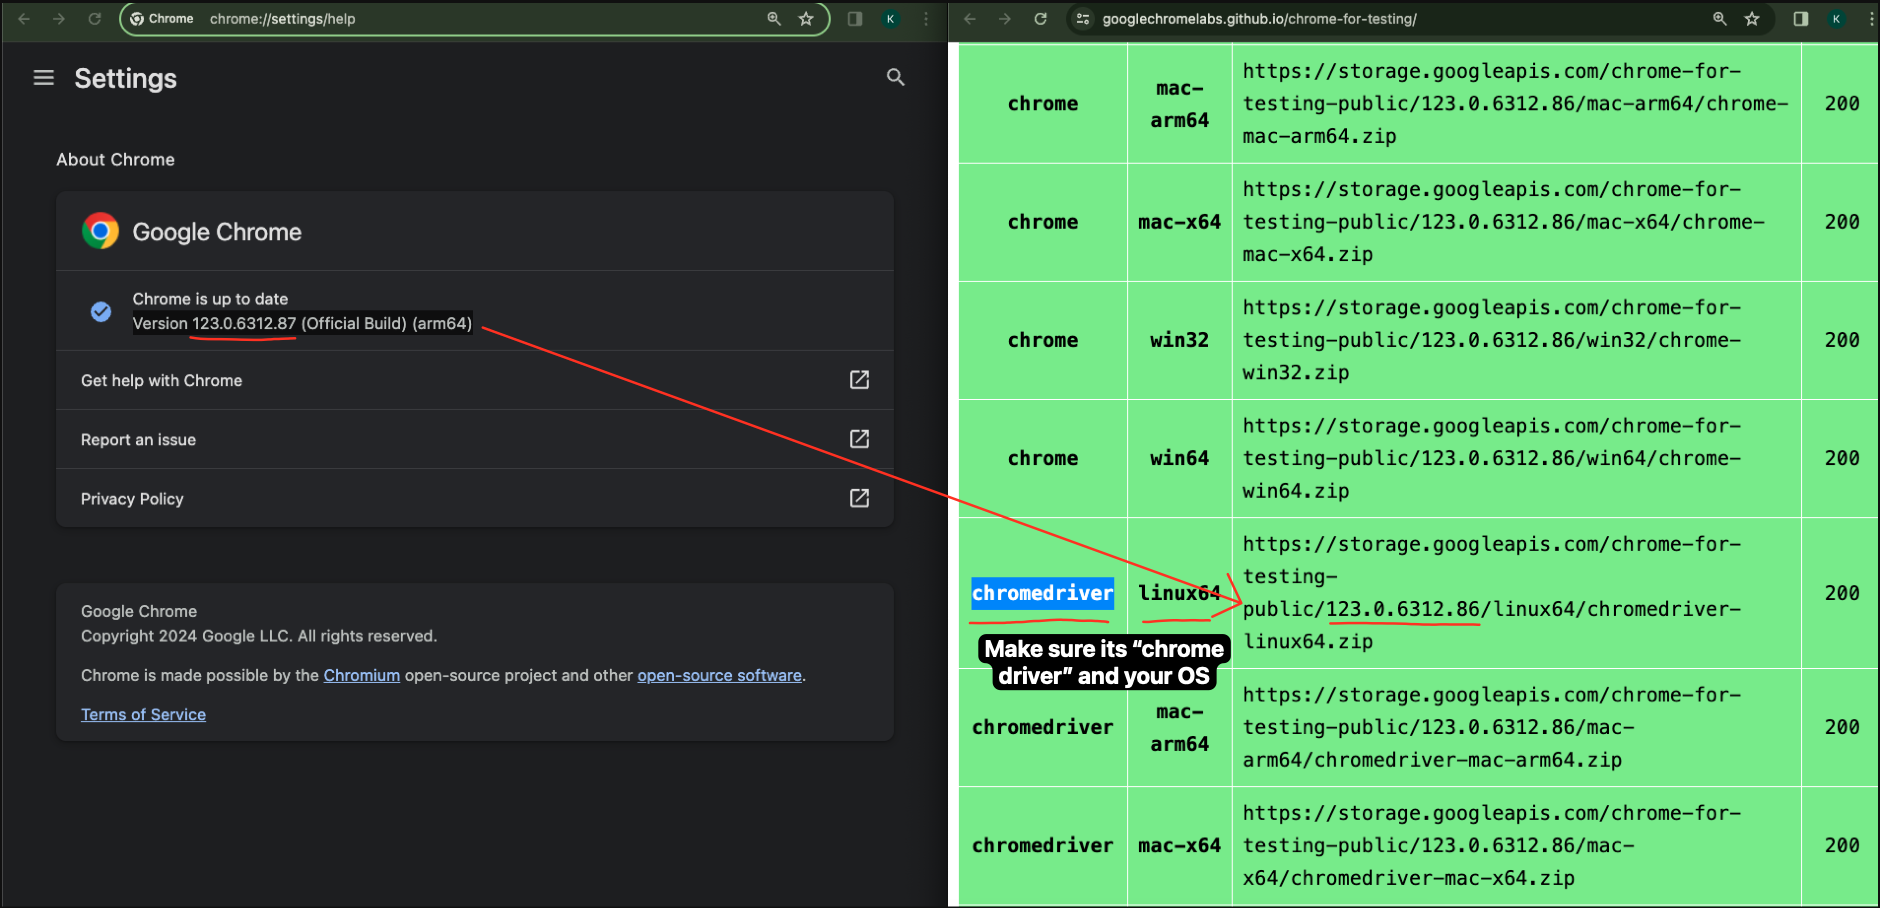 Chrome
chrome://settings/help
K
Settings
About Chrome
Google Chrome
Chrome is up to date
Version 123.0.6312.87 (Official Build) (arm64)
Get help with Chrome
Report an issue
Privacy Policy
Google Chrome
Copyright 2024 Google LLC. All rights reserved.
Chrome is made possible by the Chromium open-source project and other open-source software.
Terms of Service
googlechromelabs.github.io/chrome-for-testing/
K
chrome
mac-
arm64
https://storage.googleapis.com/chrome-for-
testing-public/123.0.6312.86/mac-arm64/chrome-
mac-arm64.zip
200
chrome
mac-x64
https://storage.googleapis.com/chrome-for-
testing-public/123.0.6312.86/mac-x64/chrome-
mac-x64.zip
200
chrome
win32
https://storage.googleapis.com/chrome-for-
testing-public/123.0.6312.86/win32/chrome-
win32.zip
200
chrome
win64
https://storage.googleapis.com/chrome-for-
testing-public/123.0.6312.86/win64/chrome-
win64.zip
200
chromedriver
linux64
https://storage.googleapis.com/chrome-for-
testing-
public/123.0.6312.86/linux64/chromedriver-
linux64.zip
200
Make sure its “chrome
driver” and your OS
chromedriver
mac-
arm64
https://storage.googleapis.com/chrome-for-
testing-public/123.0.6312.86/mac-
arm64/chromedriver-mac-arm64.zip
200
chromedriver
mac-x64
https://storage.googleapis.com/chrome-for-
testing-public/123.0.6312.86/mac-
x64/chromedriver-mac-x64.zip
200